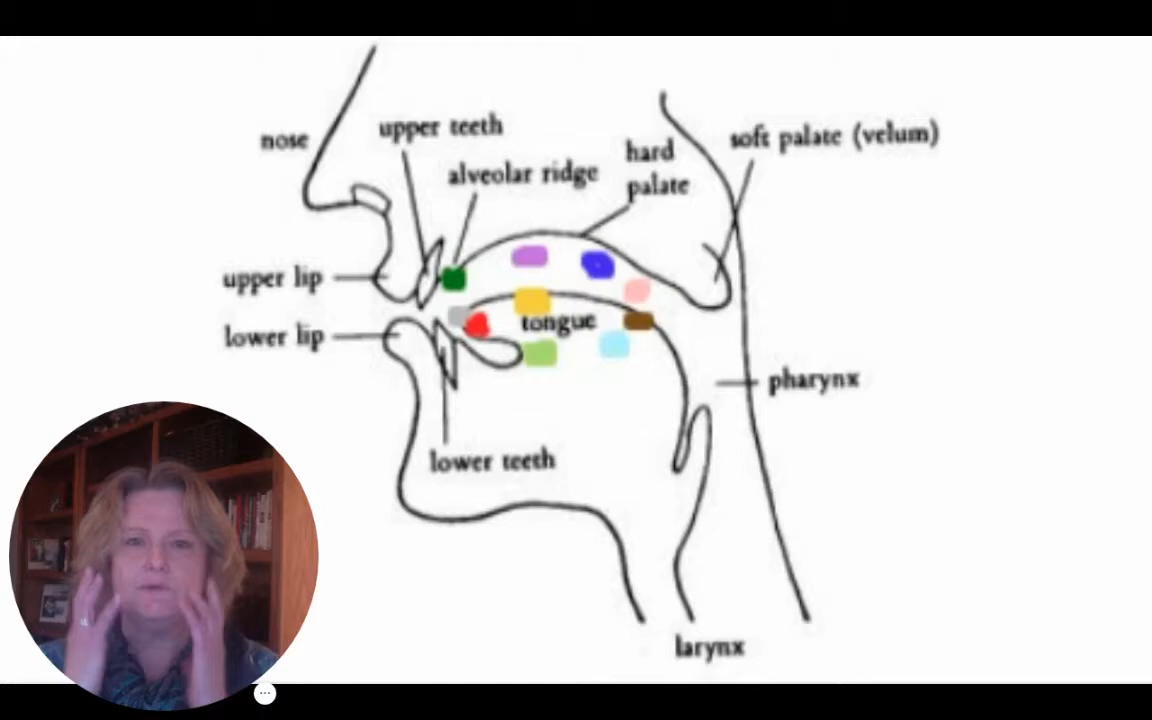 nose
upper teeth
alveolar ridge
hard
palate
soft palate (velum)
upper lip
lower lip
tongue
pharynx
lower teeth
larynx